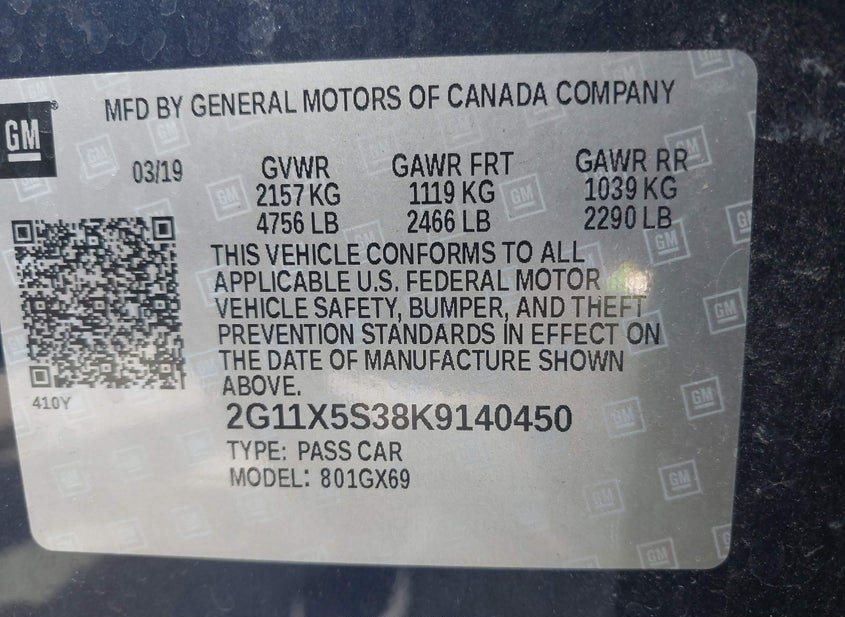 GM
MFD BY GENERAL MOTORS OF CANADA COMPANY
03/19 GVWR GAWR FRT GAWR RR
2157 KG 1119 KG 1039 KG
4756 LB 2466 LB 2290 LB
THIS VEHICLE CONFORMS TO ALL
APPLICABLE U.S. FEDERAL MOTOR
VEHICLE SAFETY, BUMPER, AND THEFT
PREVENTION STANDARDS IN EFFECT ON
THE DATE OF MANUFACTURE SHOWN
ABOVE.
410Y
2G11X5S38K9140450
TYPE: PASS CAR
MODEL: 801GX69